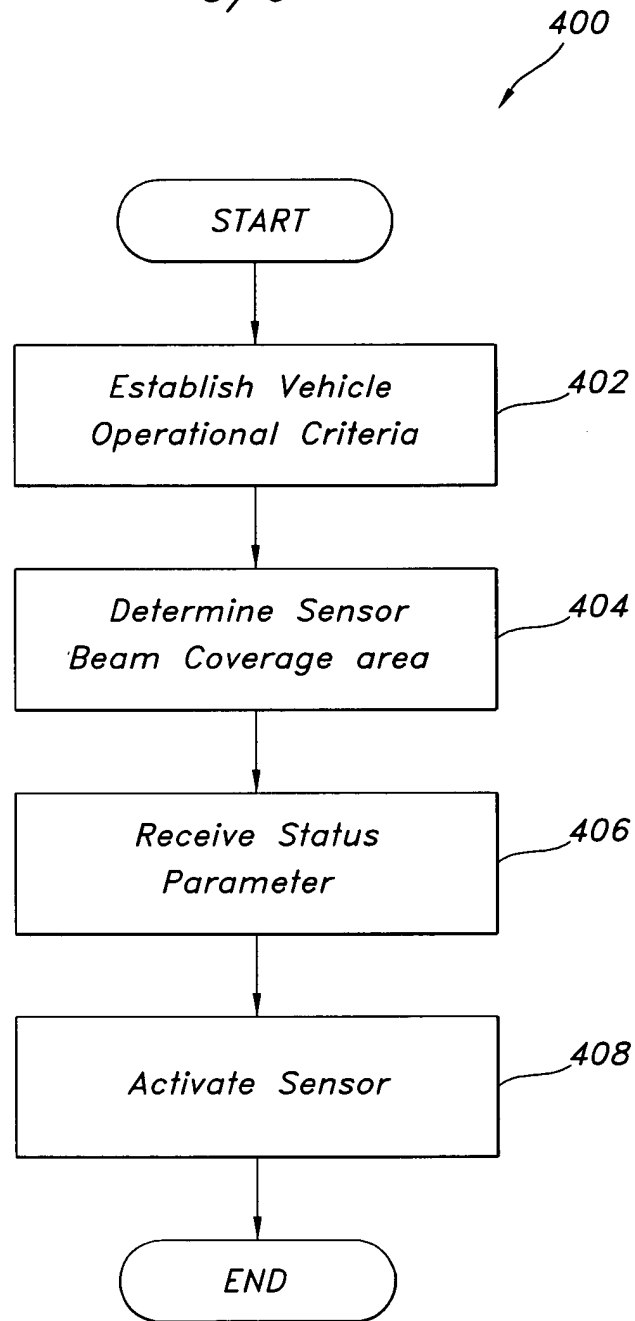 400
START
Establish Vehicle
Operational Criteria
402
Determine Sensor
Beam Coverage area
404
Receive Status
Parameter
406
Activate Sensor
408
END